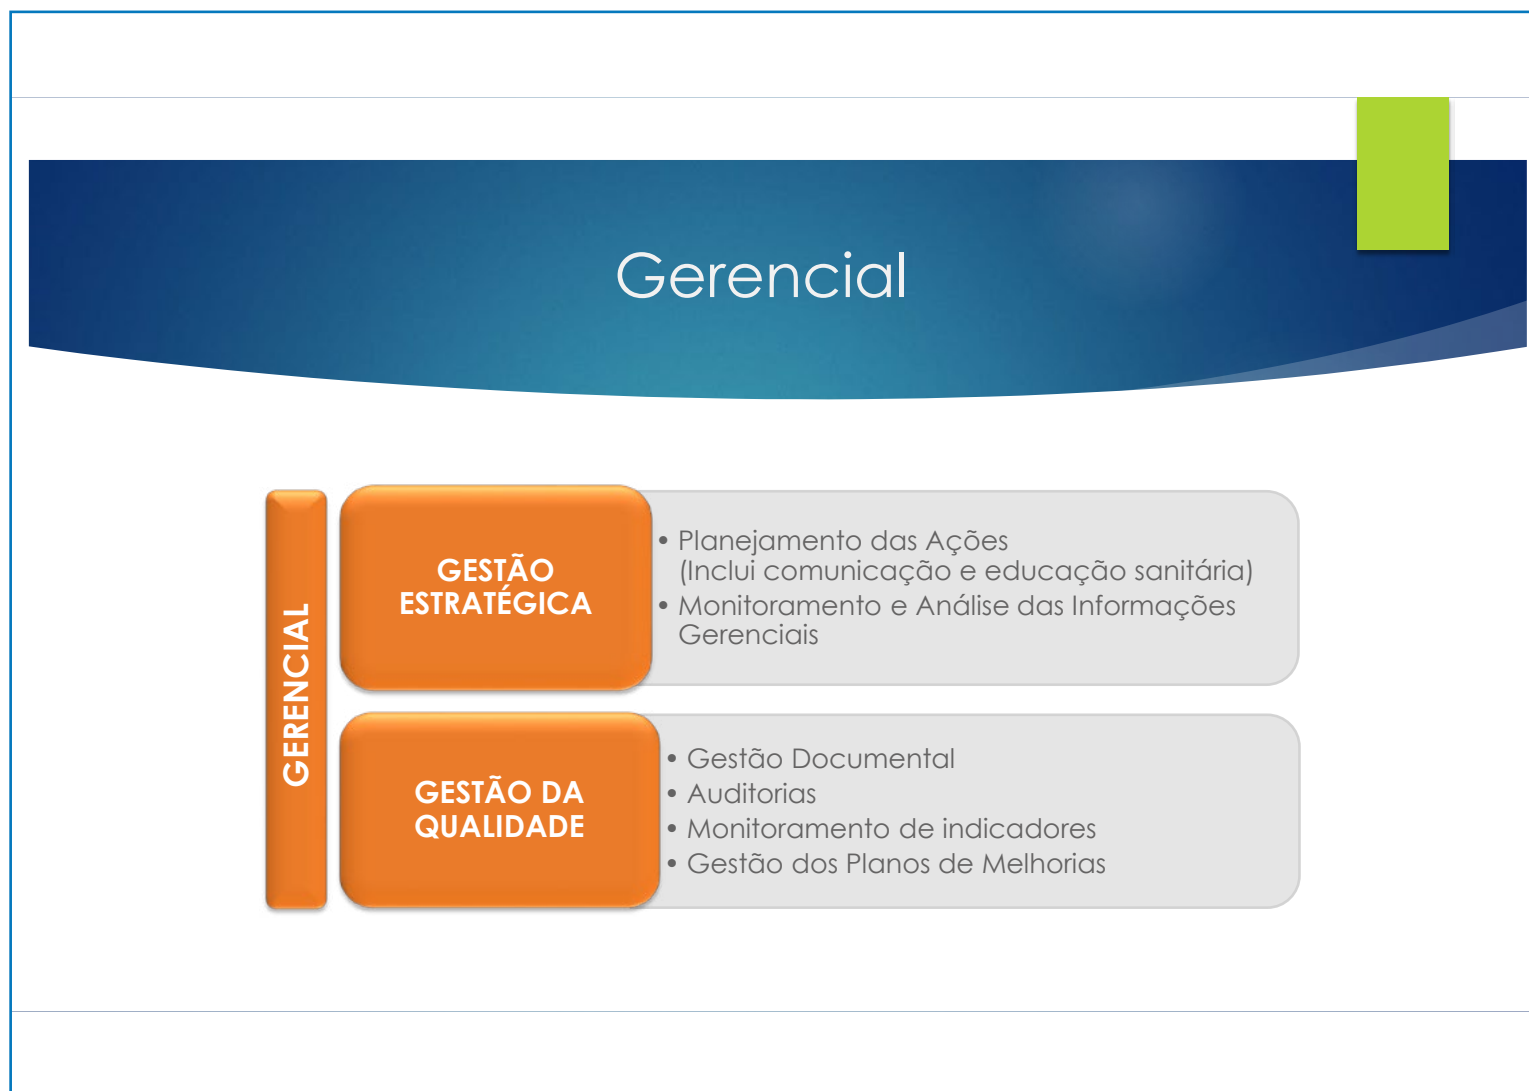 Gerencial
GERENCIAL
GESTÃO
ESTRATÉGICA
• Planejamento das Ações
(Inclui comunicação e educação sanitária)
• Monitoramento e Análise das Informações
Gerenciais
GESTÃO DA
QUALIDADE
• Gestão Documental
• Auditorias
• Monitoramento de indicadores
• Gestão dos Planos de Melhorias